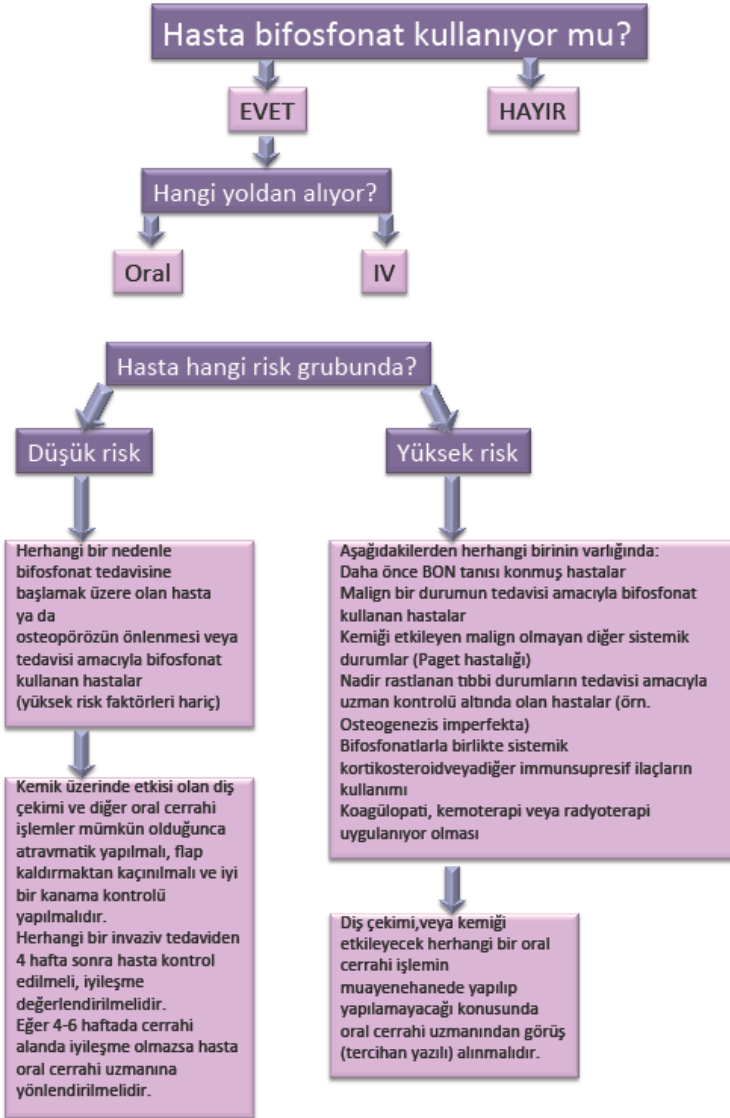 Hasta bifosfonat kullanıyor mu?
EVET
HAYIR
Hangi yoldan alıyor?
Oral
IV
Hasta hangi risk grubunda?
Düşük risk
Yüksek risk
Herhangi bir nedenle
bifosfonat tedavisine
başlamak üzere olan hasta
ya da
osteopörözün önlenmesi veya
tedavisi amacıyla bifosfonat
kullanan hastalar
(yüksek risk faktörleri hariç)
Kemik üzerinde etkisi olan diş
çekimi ve diğer oral cerrahi
işlemler mümkün olduğunca
atravmatik yapılmalı, flap
kaldırmaktan kaçınılmalı ve iyi
bir kanama kontrolü
yapılmalıdır.
Herhangi bir invaziv tedaviden
4 hafta sonra hasta kontrol
edilmeli, iyileşme
değerlendirilmelidir.
Eğer 4-6 haftada cerrahi
alanda iyileşme olmazsa hasta
oral cerrahi uzmanına
yönlendirilmelidir.
Aşağıdakilerden herhangi birinin varlığında:
Daha önce BON tanısı konmuş hastalar
Malign bir durumun tedavisi amacıyla bifosfonat
kullanan hastalar
Kemiği etkileyen malign olmayan diğer sistemik
durumlar (Paget hastalığı)
Nadir rastlanan tıbbi durumların tedavisi amacıyla
uzman kontrolü altında olan hastalar (örn.
Osteogenezis imperfekta)
Bifosfonatlarla birlikte sistemik
kortikosteroidveyadiğer immunsupresif ilaçların
kullanımı
Koagülopati, kemoterapi veya radyoterapi
uygulanıyor olması
Diş çekimi,veya kemiği
etkileyecek herhangi bir oral
cerrahi işlemin
muayenehanede yapılıp
yapılamayacağı konusunda
oral cerrahi uzmanından görüş
(tercihan yazılı) alınmalıdır.